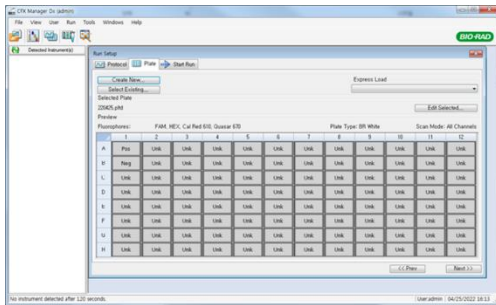 CFX Manager Dx (admin)
File View User Run Tools Windows Help
BIO-RAD
Detected Instrument(s)
Run Setup
Protocol Plate Start Run
Create New...
Select Existing...
Express Load
Selected Plate
220425.pltd
Edit Selected...
Preview
Fluorophores: FAM, HEX, Cal Red 610, Quasar 670 Plate Type: BR White Scan Mode: All Channels
1 2 3 4 5 6 7 8 9 10 11 12
A Pos Unk Unk Unk Unk Unk Unk Unk Unk Unk Unk Unk
B Neg Unk Unk Unk Unk Unk Unk Unk Unk Unk Unk Unk
C Unk Unk Unk Unk Unk Unk Unk Unk Unk Unk Unk Unk
D Unk Unk Unk Unk Unk Unk Unk Unk Unk Unk Unk Unk
E Unk Unk Unk Unk Unk Unk Unk Unk Unk Unk Unk Unk
F Unk Unk Unk Unk Unk Unk Unk Unk Unk Unk Unk Unk
G Unk Unk Unk Unk Unk Unk Unk Unk Unk Unk Unk Unk
H Unk Unk Unk Unk Unk Unk Unk Unk Unk Unk Unk Unk
<< Prev Next >>
No instrument detected after 120 seconds. User:admin 04/25/2022 16:13